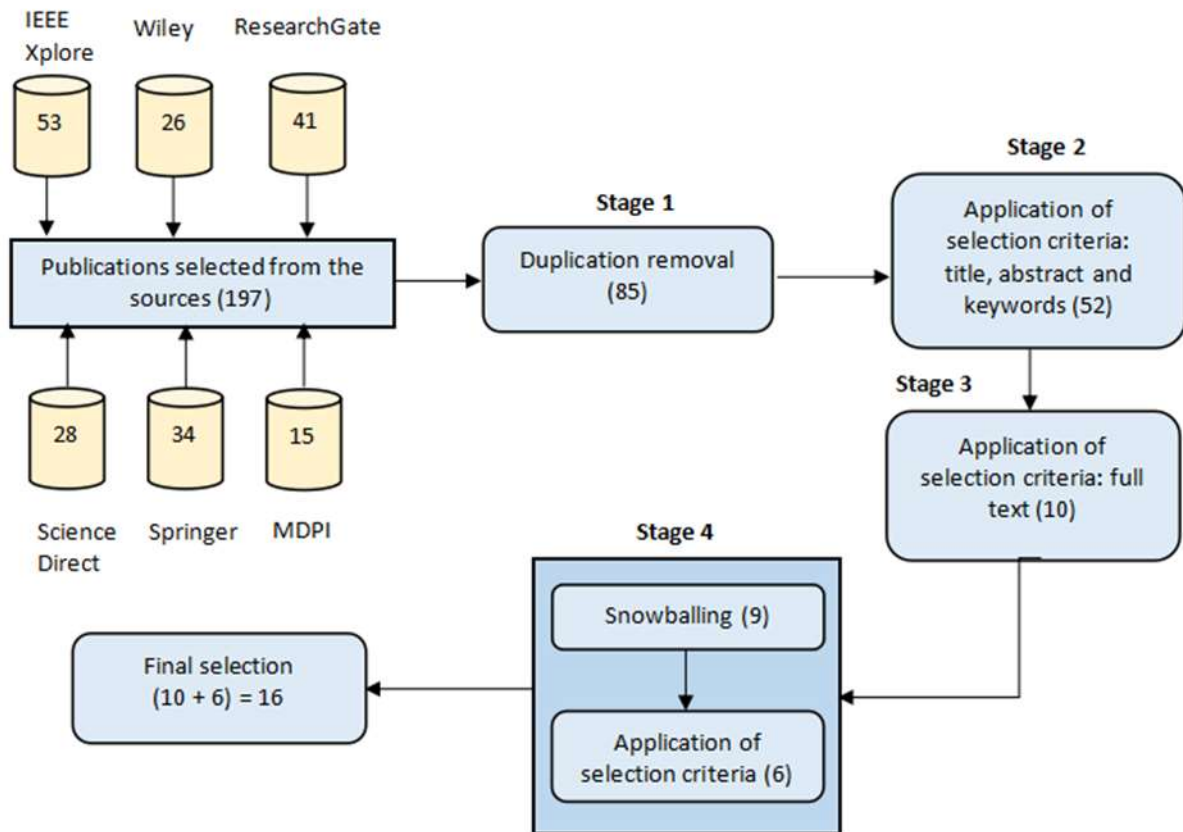 IEEE
Xplore
Wiley
ResearchGate
53
26
41
Publications selected from the
sources (197)
28
34
15
Science
Direct
Springer
MDPI
Stage 1
Duplication removal
(85)
Stage 2
Application of
selection criteria:
title, abstract and
keywords (52)
Stage 3
Application of
selection criteria: full
text (10)
Stage 4
Snowballing (9)
Application of
selection criteria (6)
Final selection
(10 + 6) = 16